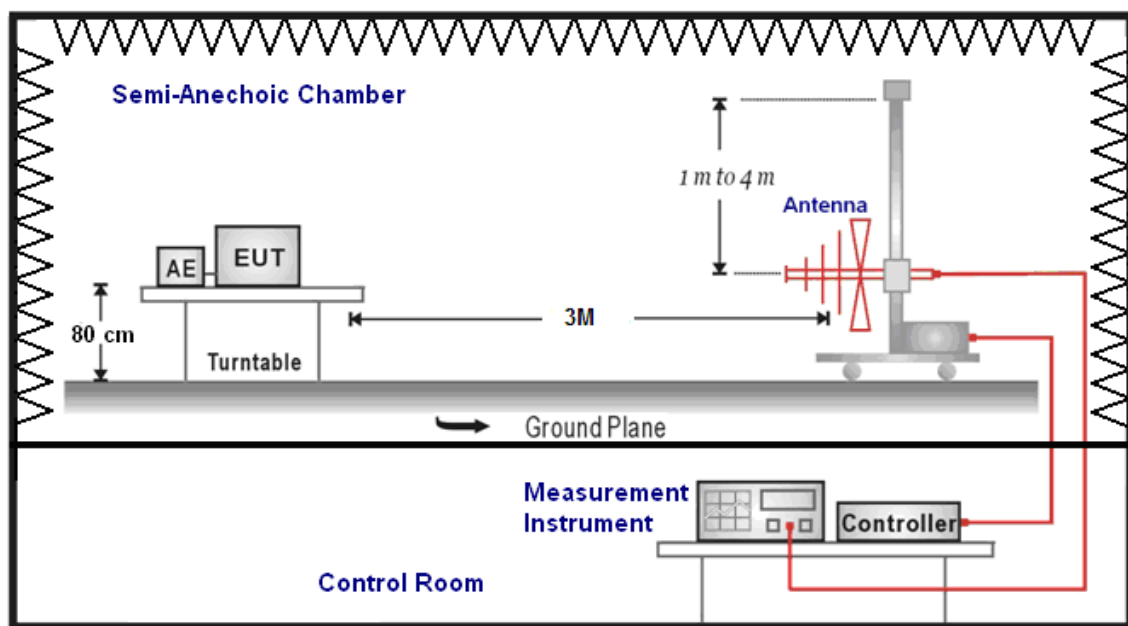 Semi-Anechoic Chamber
1 m to 4 m
Antenna
AE
EUT
80 cm
3M
Turntable
Ground Plane
Measurement
Instrument
Controller
Control Room